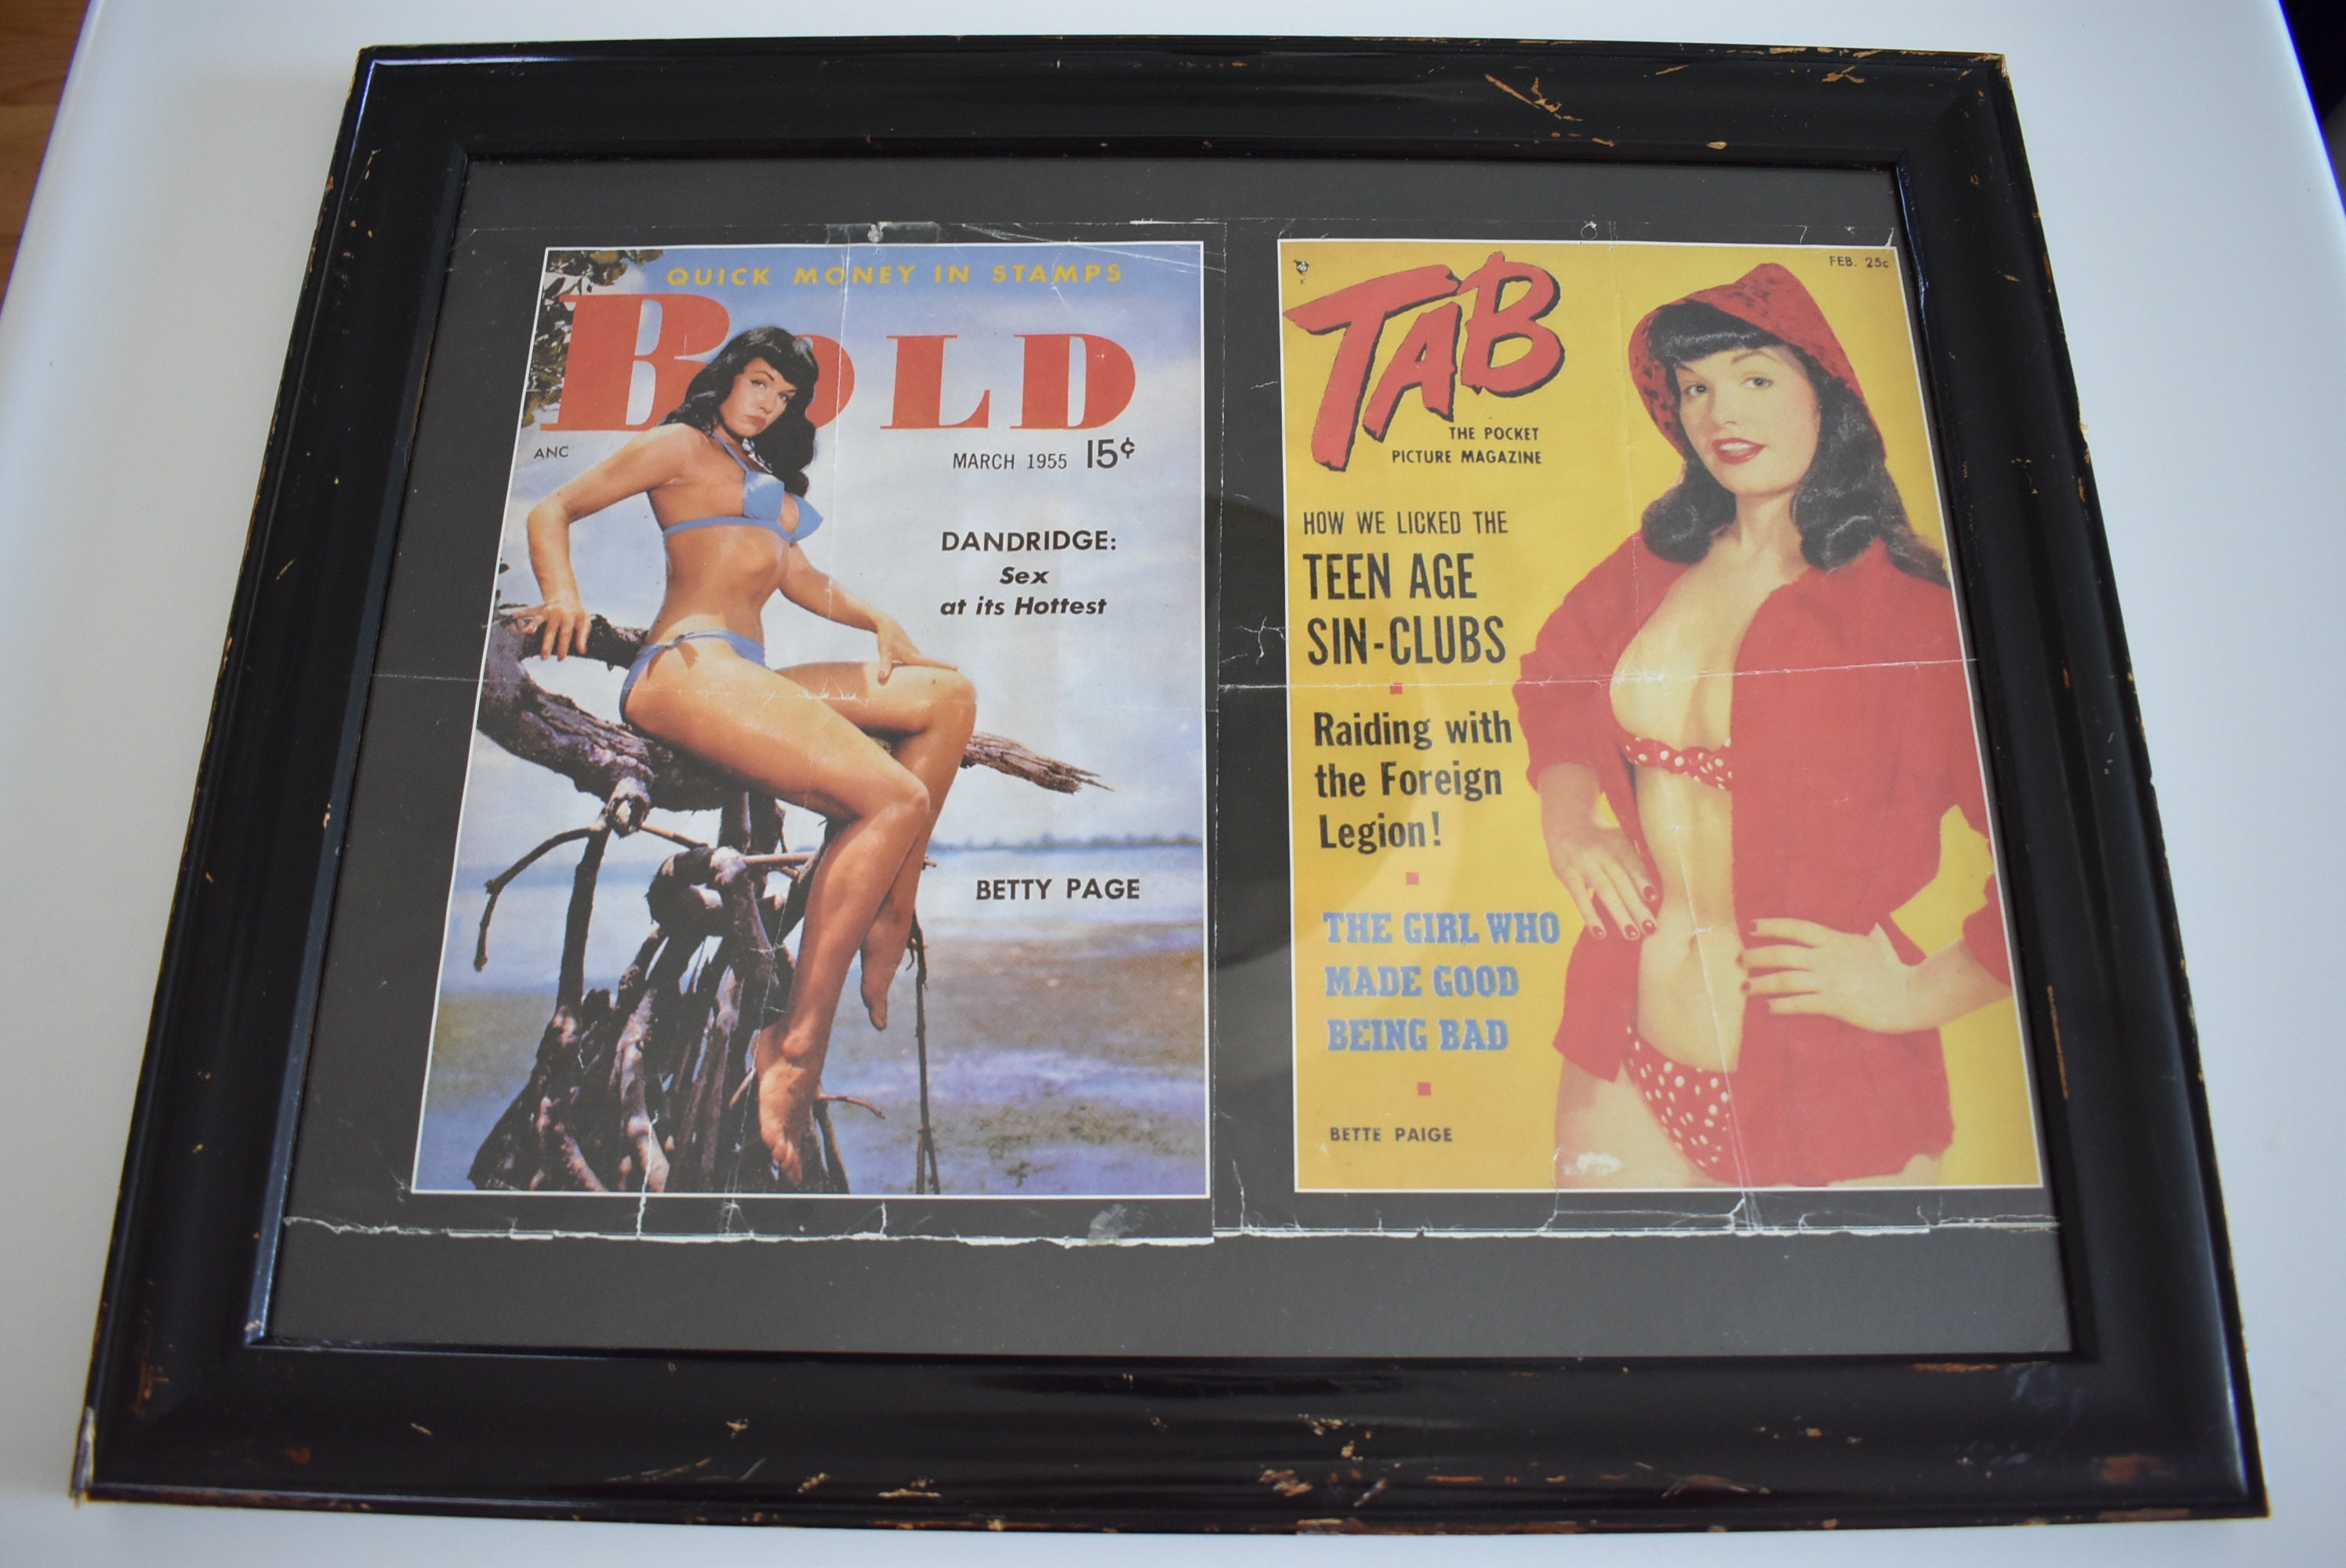 QUICK MONEY IN STAMPS
BOLD
ANC
MARCH 1955 15¢
DANDRIDGE:
Sex
at its Hottest
BETTY PAGE
FEB. 25c
TAB
THE POCKET
PICTURE MAGAZINE
HOW WE LICKED THE
TEEN AGE
SIN-CLUBS
Raiding with
the Foreign
Legion!
THE GIRL WHO
MADE GOOD
BEING BAD
BETTE PAIGE